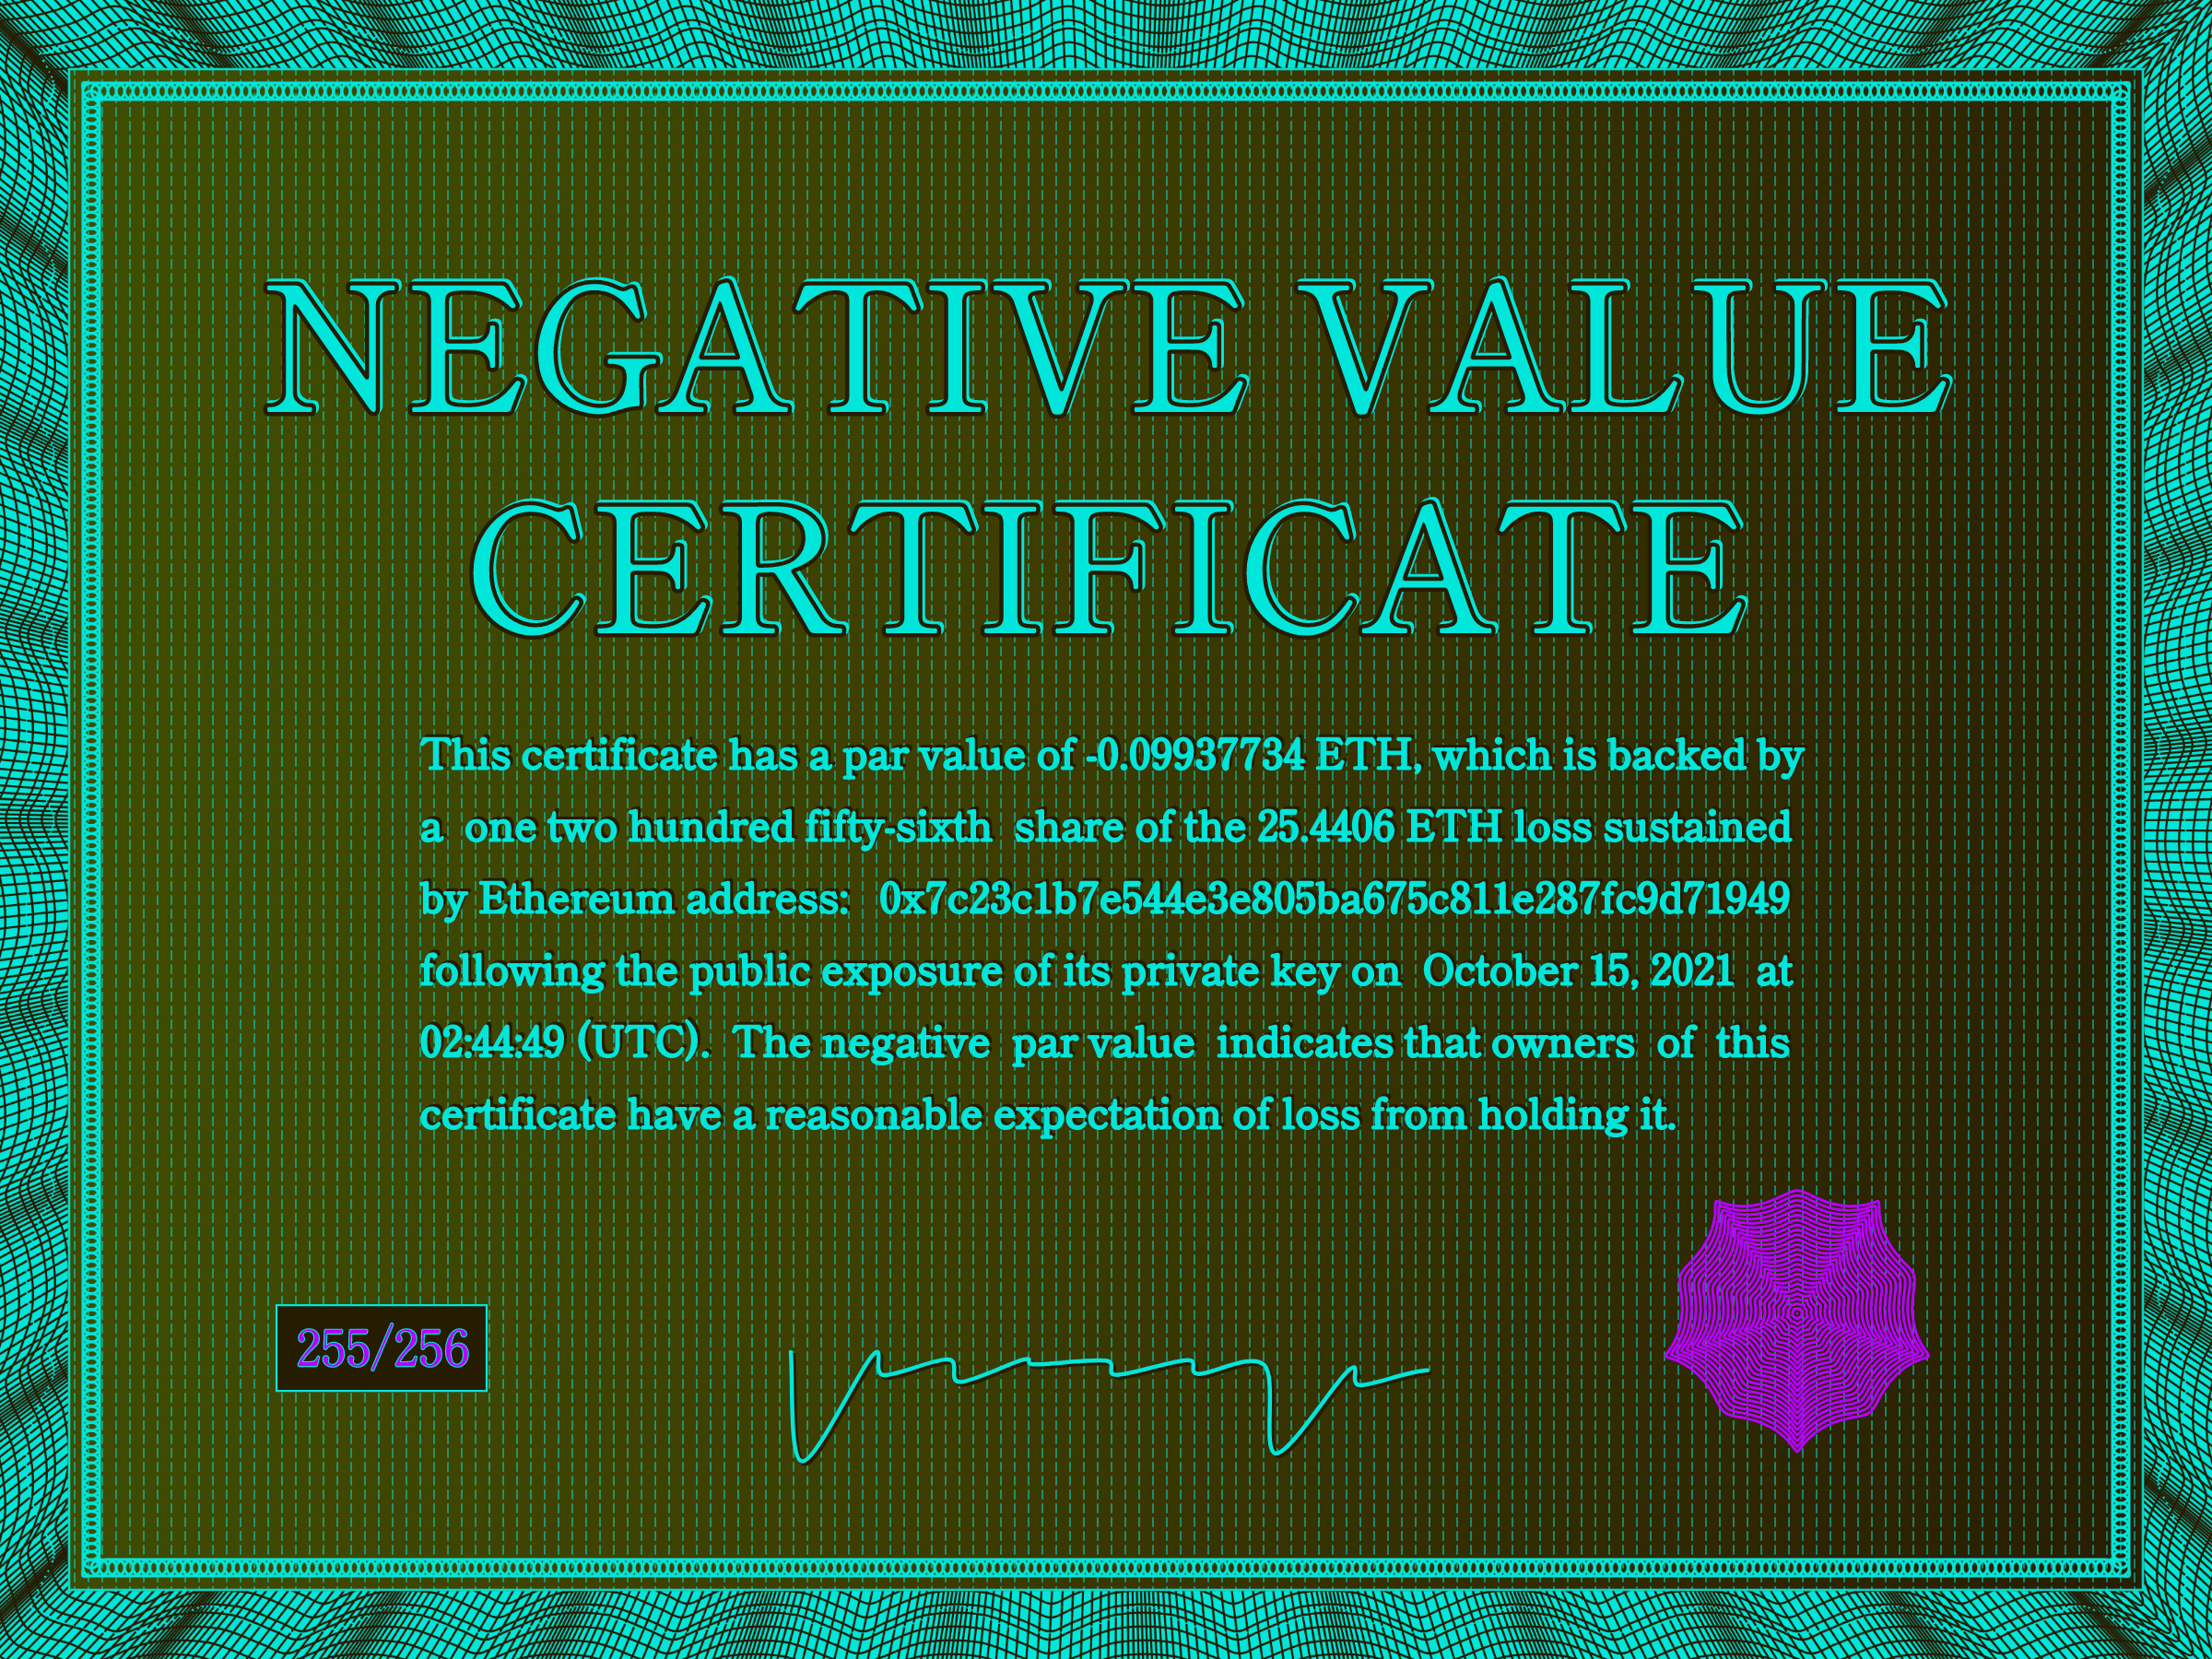 NEGATIVE VALUE
CERTIFICATE
This certificate has a par value of -0.09937734 ETH, which is backed by
a one two hundred fifty-sixth share of the 25.4406 ETH loss sustained
by Ethereum address: 0x7c23c1b7e544e3e805ba675c811e287fc9d71949
following the public exposure of its private key on October 15, 2021 at
02:44:49 (UTC). The negative par value indicates that owners of this
certificate have a reasonable expectation of loss from holding it.
255/256